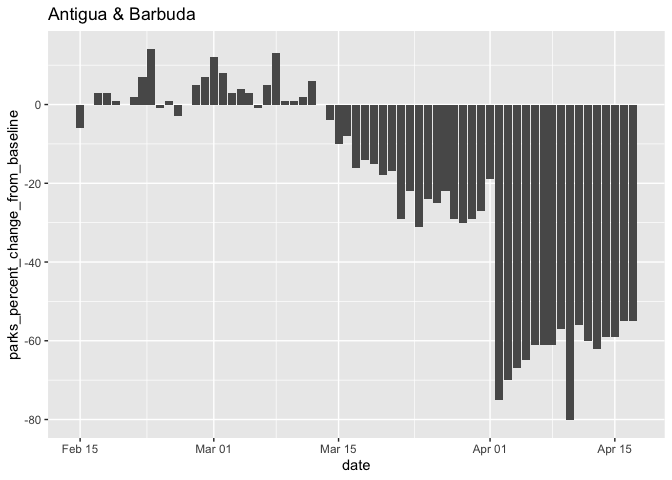 Antigua & Barbuda
parks_percent_change_from_baseline
0
-20
-40
-60
-80
Feb 15
Mar 01
Mar 15
Apr 01
Apr 15
date